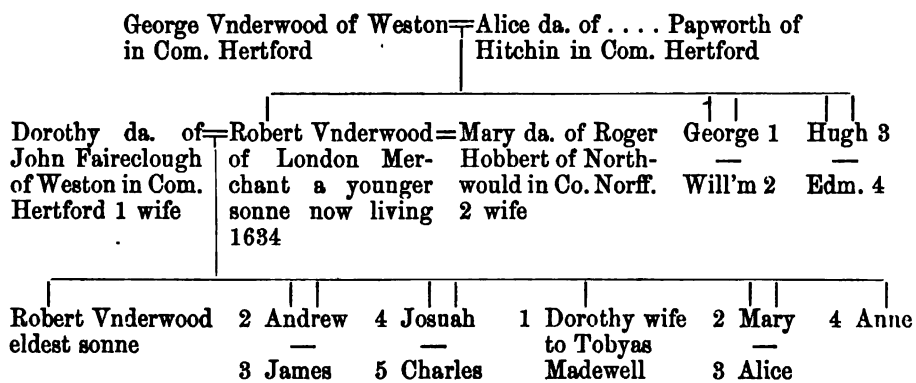 George Vnderwood of Weston=Alice da. of . . . . Papworth of
in Com. Hertford Hitchin in Com. Hertford
Dorothy da. of=Robert Vnderwood=Mary da. of Roger George 1 Hugh 3
John Faireclough of London Mer- Hobbert of North- — —
of Weston in Com. chant a younger would in Co. Norff. Will'm 2 Edm. 4
Hertford 1 wife sonne now living 2 wife
1634
Robert Vnderwood 2 Andrew 4 Josuah 1 Dorothy wife 2 Mary 4 Anne
eldest sonne — — to Tobyas —
3 James 5 Charles Madewell 3 Alice